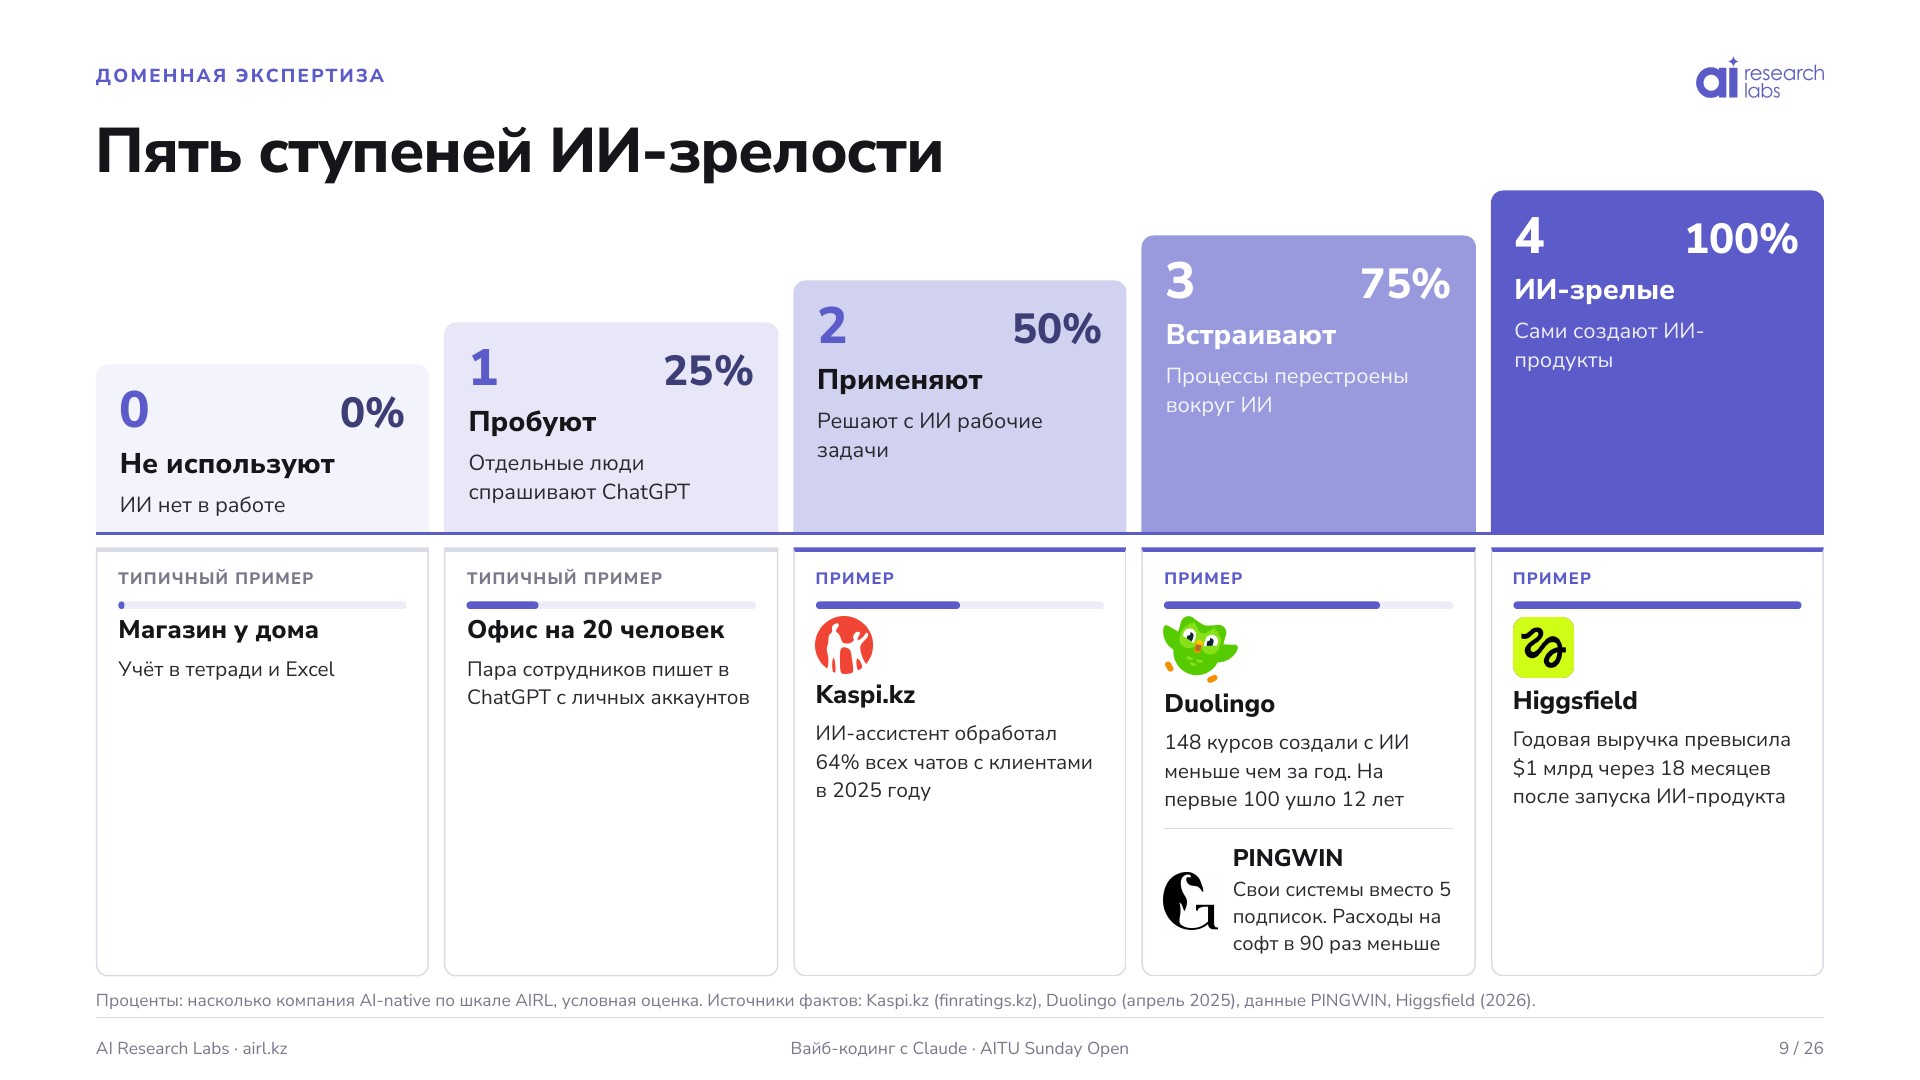 ДОМЕННАЯ ЭКСПЕРТИЗА
ai research labs
Пять ступеней ИИ-зрелости
0 0%
Не используют
ИИ нет в работе
1 25%
Пробуют
Отдельные люди
спрашивают ChatGPT
2 50%
Применяют
Решают с ИИ рабочие
задачи
3 75%
Встраивают
Процессы перестроены
вокруг ИИ
4 100%
ИИ-зрелые
Сами создают ИИ-
продукты
ТИПИЧНЫЙ ПРИМЕР
Магазин у дома
Учёт в тетради и Excel
ТИПИЧНЫЙ ПРИМЕР
Офис на 20 человек
Пара сотрудников пишет в
ChatGPT с личных аккаунтов
ПРИМЕР
Kaspi.kz
ИИ-ассистент обработал
64% всех чатов с клиентами
в 2025 году
ПРИМЕР
Duolingo
148 курсов создали с ИИ
меньше чем за год. На
первые 100 ушло 12 лет
PINGWIN
Свои системы вместо 5
подписок. Расходы на
софт в 90 раз меньше
ПРИМЕР
Higgsfield
Годовая выручка превысила
$1 млрд через 18 месяцев
после запуска ИИ-продукта
Проценты: насколько компания AI-native по шкале AIRL, условная оценка. Источники фактов: Kaspi.kz (finratings.kz), Duolingo (апрель 2025), данные PINGWIN, Higgsfield (2026).
AI Research Labs · airl.kz
Вайб-кодинг с Claude · AITU Sunday Open
9 / 26